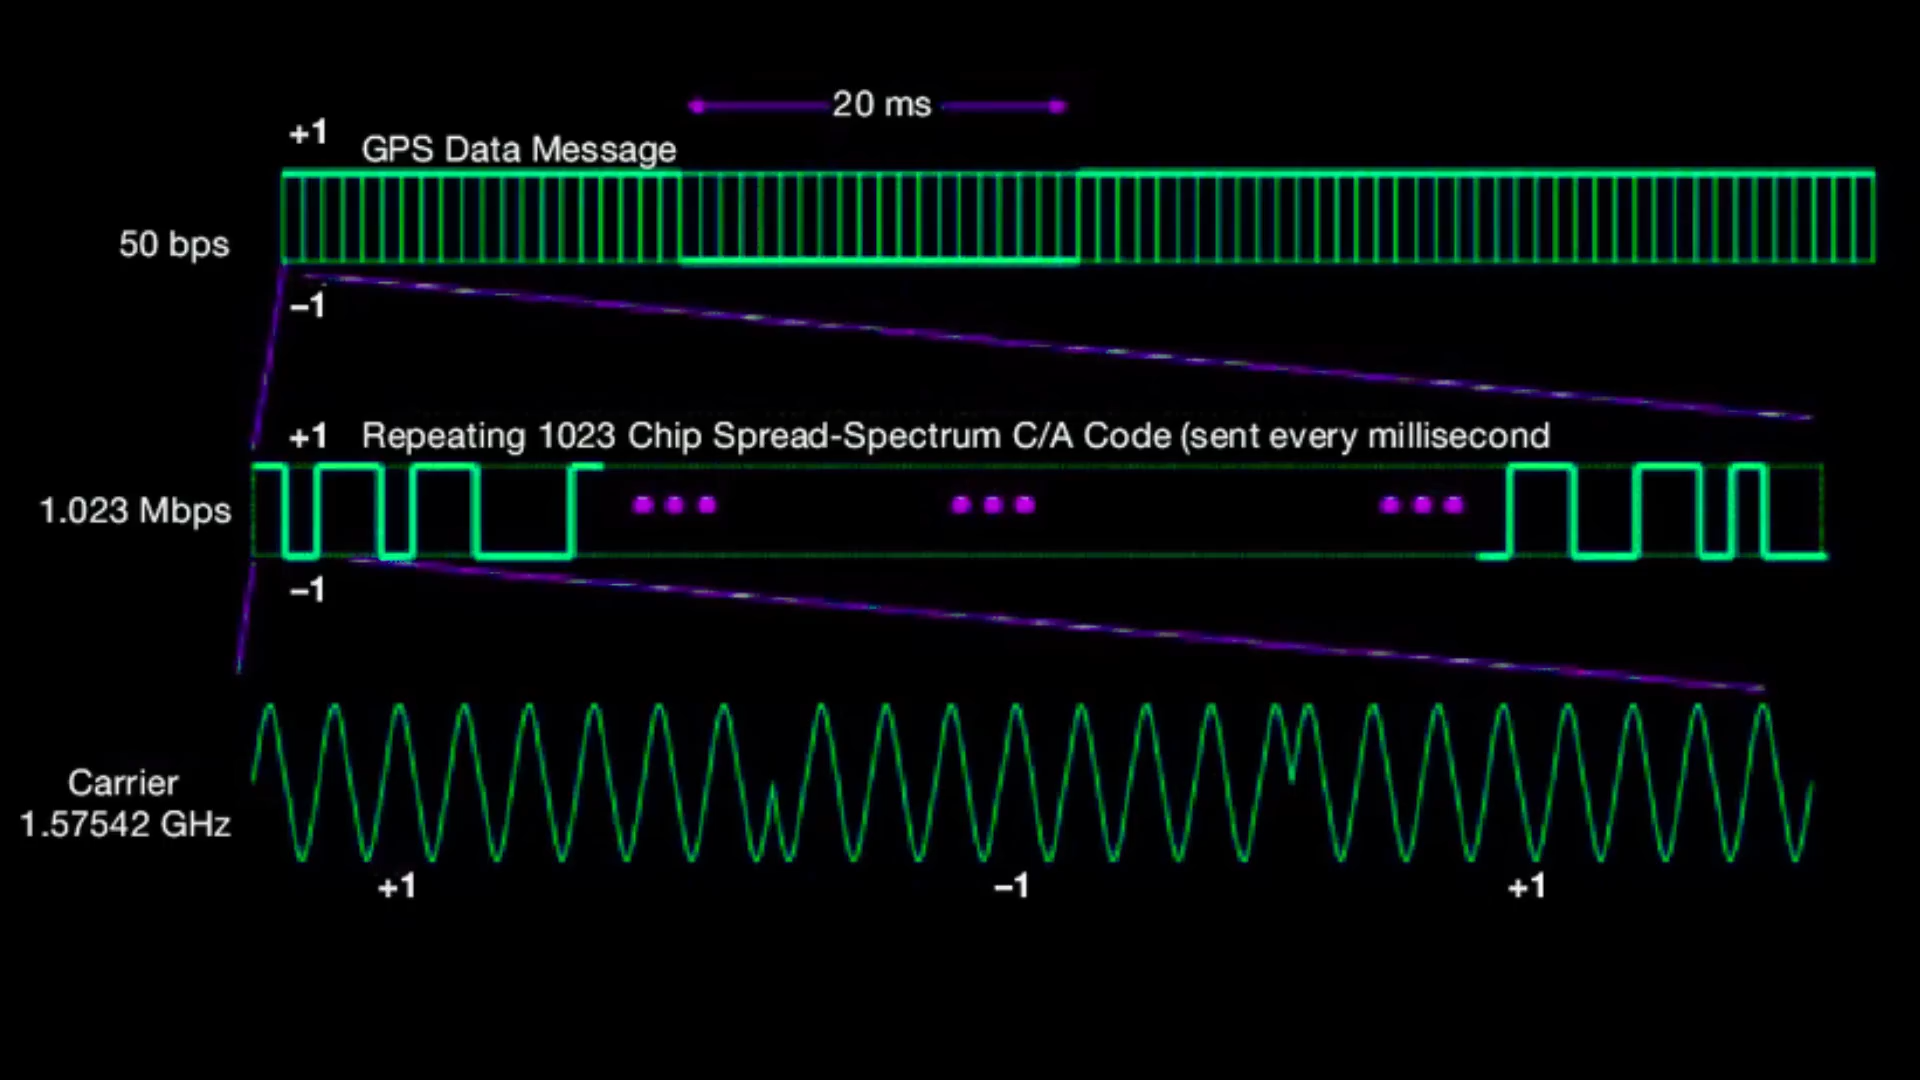 20 ms
+1
GPS Data Message
50 bps
–1
+1 Repeating 1023 Chip Spread-Spectrum C/A Code (sent every millisecond
1.023 Mbps
–1
Carrier
1.57542 GHz
+1 –1 +1